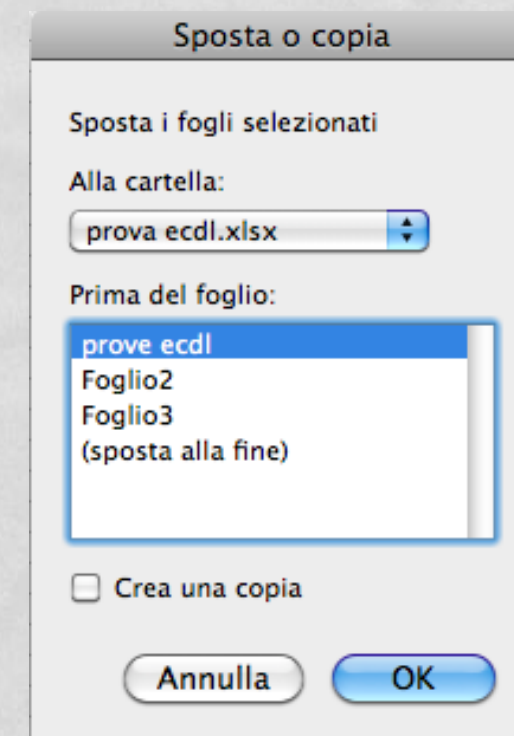 Sposta o copia
Sposta i fogli selezionati
Alla cartella:
prova ecdl.xlsx
Prima del foglio:
prove ecdl
Foglio2
Foglio3
(sposta alla fine)
Crea una copia
Annulla OK